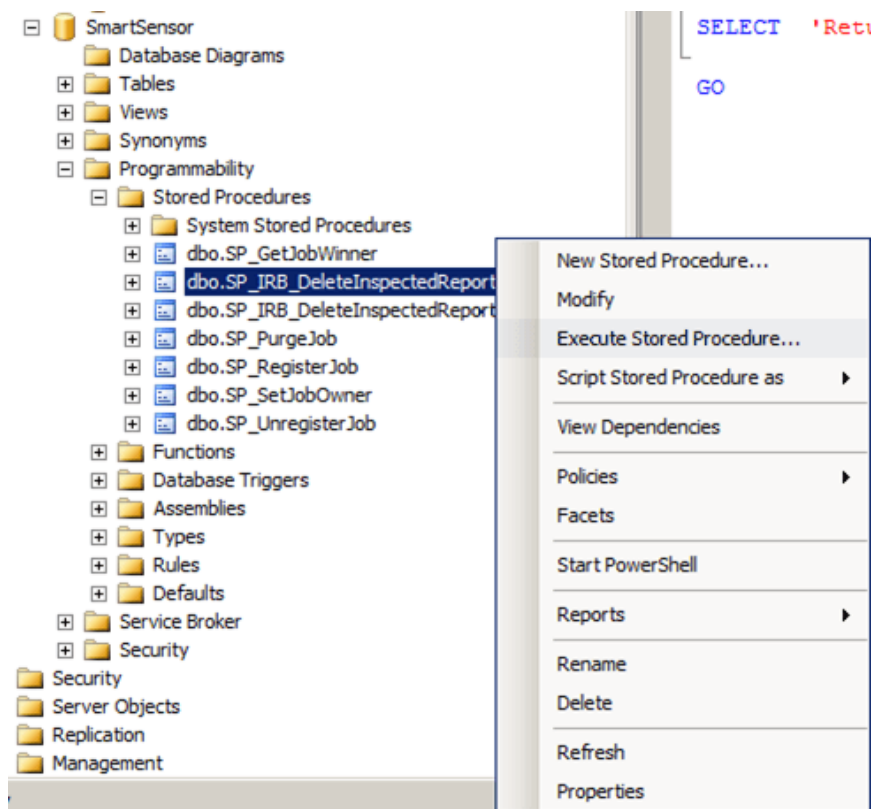 SmartSensor
Database Diagrams
Tables
Views
Synonyms
Programmability
Stored Procedures
System Stored Procedures
dbo.SP_GetJobWinner
dbo.SP_IRB_DeleteInspectedReport
dbo.SP_IRB_DeleteInspectedReport
dbo.SP_PurgeJob
dbo.SP_RegisterJob
dbo.SP_SetJobOwner
dbo.SP_UnregisterJob
Functions
Database Triggers
Assemblies
Types
Rules
Defaults
Service Broker
Security
Security
Server Objects
Replication
Management
SELECT 'Retu
GO
New Stored Procedure...
Modify
Execute Stored Procedure...
Script Stored Procedure as
View Dependencies
Policies
Facets
Start PowerShell
Reports
Rename
Delete
Refresh
Properties